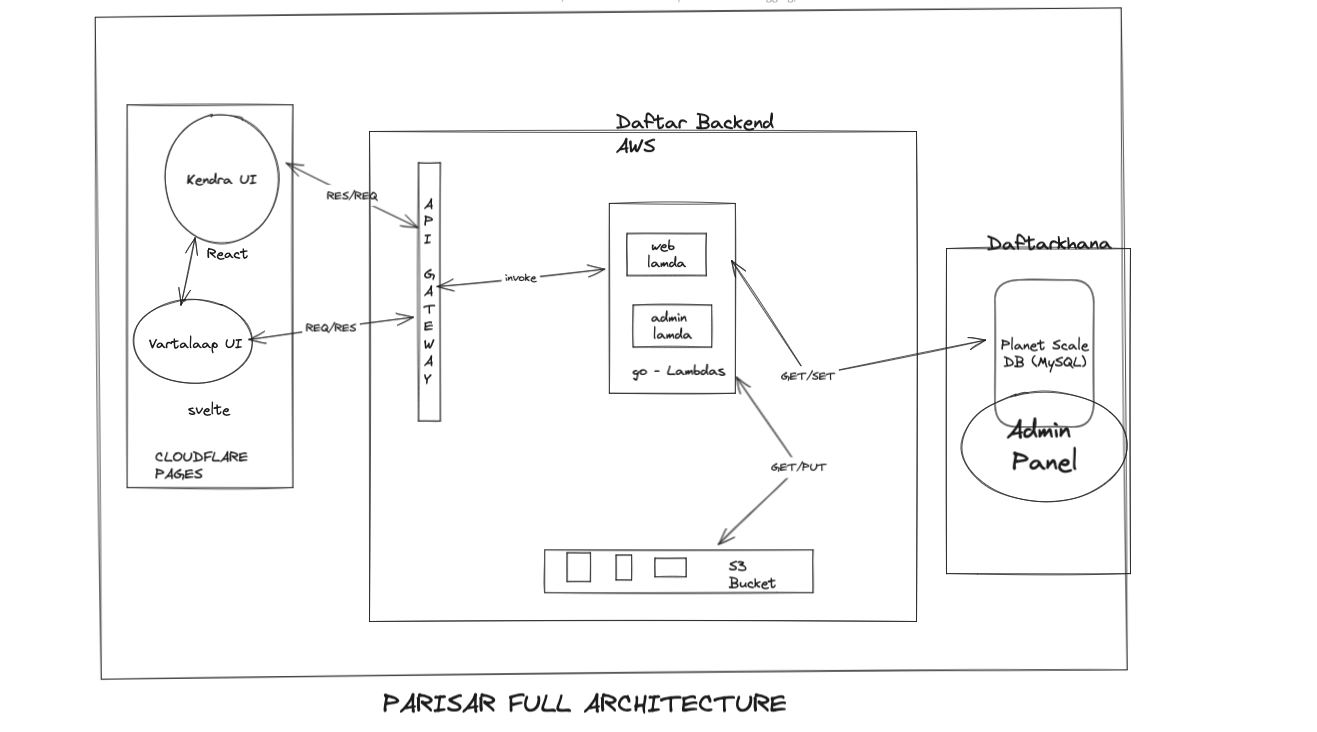 Kendra UI
React
Vartalaap UI
svelte
CLOUDFLARE
PAGES
RES/REQ
REQ/RES
Daftar Backend
AWS
API GATEWAY
invoke
web
lamda
admin
lamda
go - Lambdas
GET/SET
GET/PUT
S3
Bucket
Daftarkhana
Planet Scale
DB (MySQL)
Admin
Panel
PARISAR FULL ARCHITECTURE